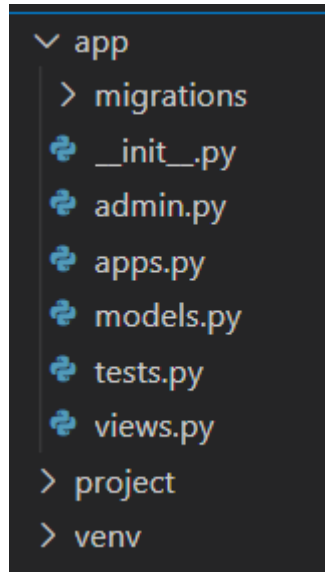 app
migrations
__init__.py
admin.py
apps.py
models.py
tests.py
views.py
project
venv